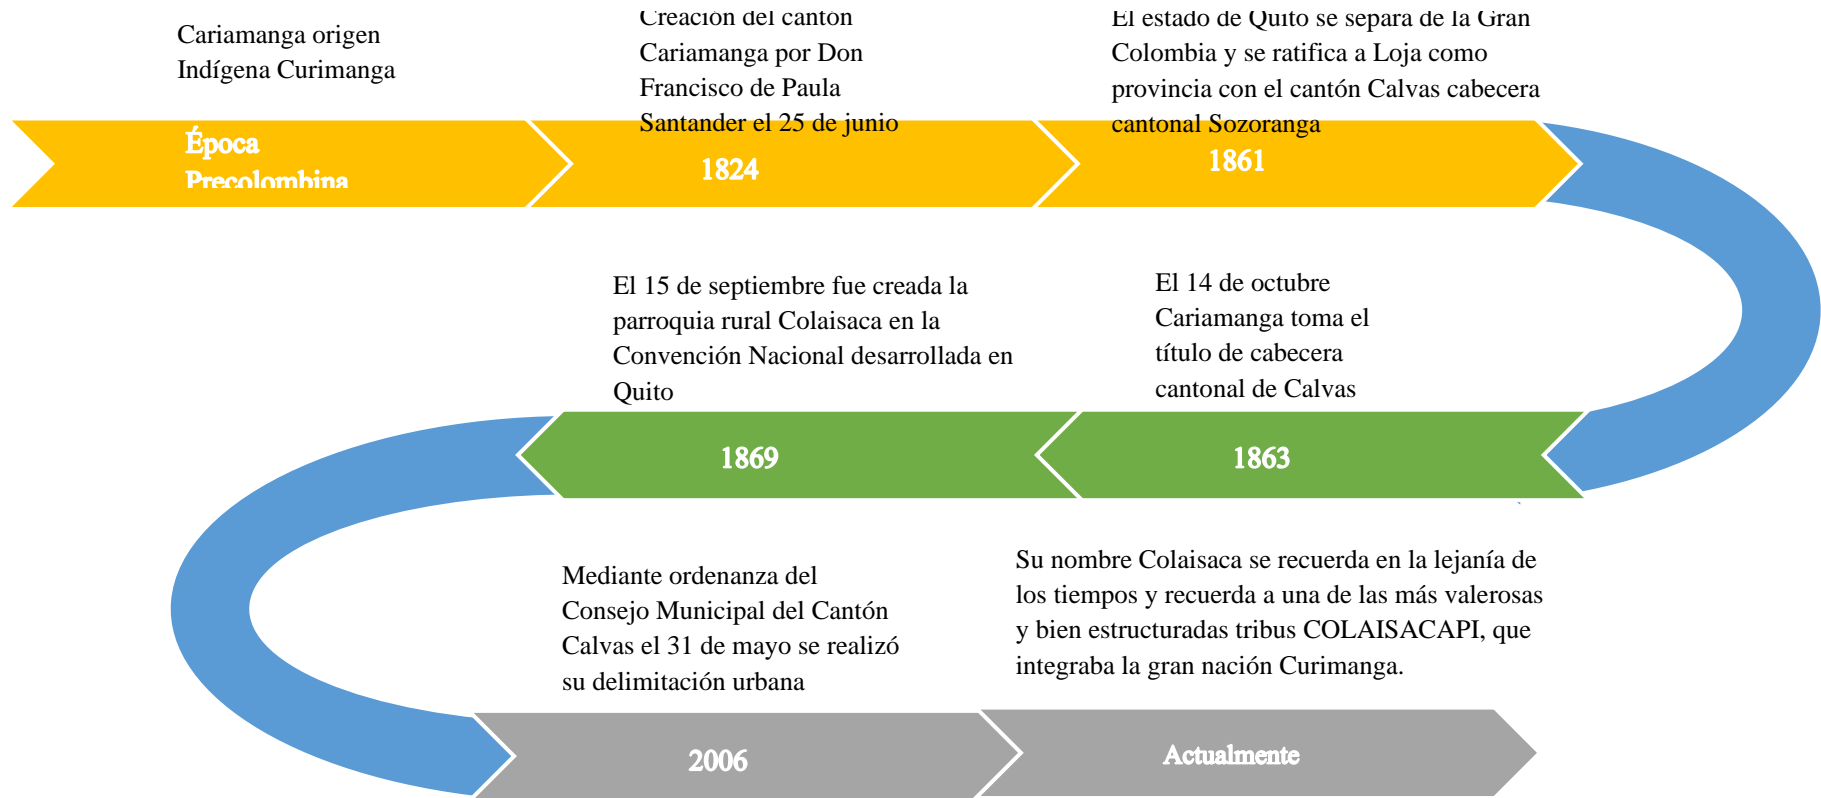 Cariamanga origen
Indígena Curimanga
Época
Precolombina
Creación del cantón
Cariamanga por Don
Francisco de Paula
Santander el 25 de junio
1824
El estado de Quito se separa de la Gran
Colombia y se ratifica a Loja como
provincia con el cantón Calvas cabecera
cantonal Sozoranga
1861
El 14 de octubre
Cariamanga toma el
título de cabecera
cantonal de Calvas
1863
El 15 de septiembre fue creada la
parroquia rural Colaisaca en la
Convención Nacional desarrollada en
Quito
1869
Mediante ordenanza del
Consejo Municipal del Cantón
Calvas el 31 de mayo se realizó
su delimitación urbana
2006
Su nombre Colaisaca se recuerda en la lejanía de
los tiempos y recuerda a una de las más valerosas
y bien estructuradas tribus COLAISACAPI, que
integraba la gran nación Curimanga.
Actualmente